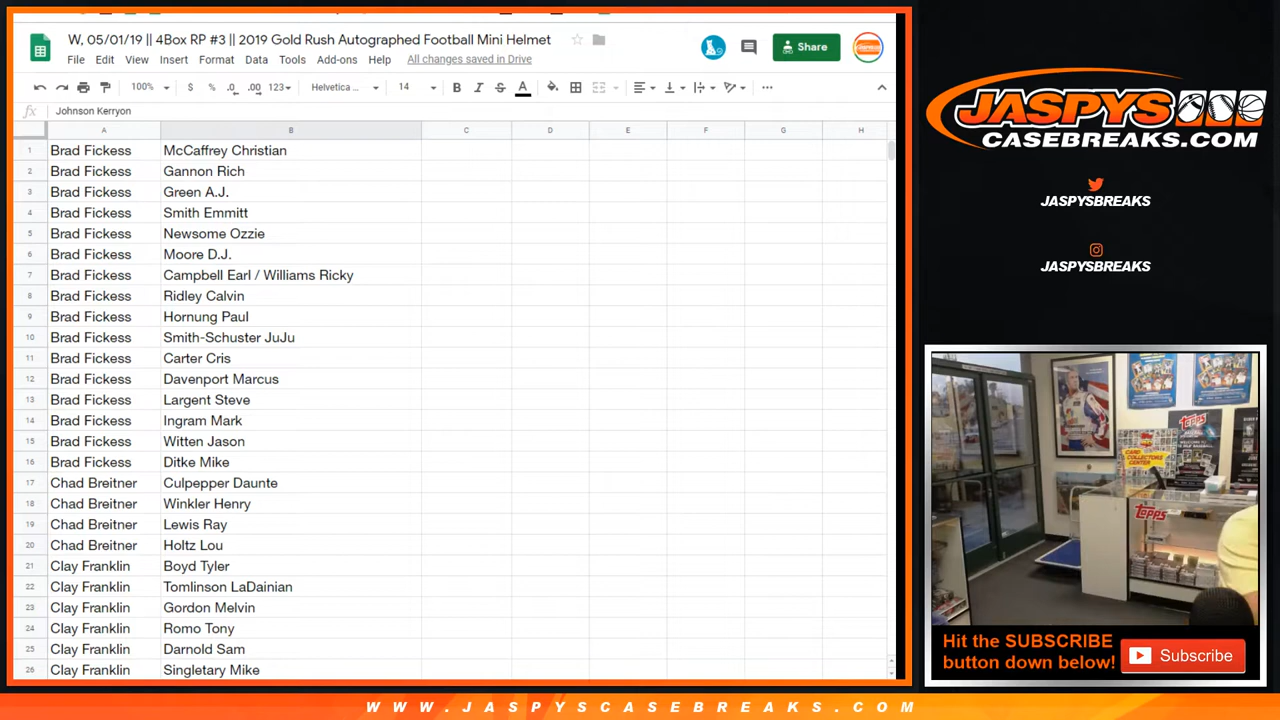 W, 05/01/19 || 4Box RP #3 || 2019 Gold Rush Autographed Football Mini Helmet
Share
File Edit View Insert Format Data Tools Add-ons Help All changes saved in Drive
100% $ % .0 .00 123 Helvetica ... 14 B I S A
fx Johnson Kerryon
A B C D E F G H
1 Brad Fickess McCaffrey Christian
2 Brad Fickess Gannon Rich
3 Brad Fickess Green A.J.
4 Brad Fickess Smith Emmitt
5 Brad Fickess Newsome Ozzie
6 Brad Fickess Moore D.J.
7 Brad Fickess Campbell Earl / Williams Ricky
8 Brad Fickess Ridley Calvin
9 Brad Fickess Hornung Paul
10 Brad Fickess Smith-Schuster JuJu
11 Brad Fickess Carter Cris
12 Brad Fickess Davenport Marcus
13 Brad Fickess Largent Steve
14 Brad Fickess Ingram Mark
15 Brad Fickess Witten Jason
16 Brad Fickess Ditke Mike
17 Chad Breitner Culpepper Daunte
18 Chad Breitner Winkler Henry
19 Chad Breitner Lewis Ray
20 Chad Breitner Holtz Lou
21 Clay Franklin Boyd Tyler
22 Clay Franklin Tomlinson LaDainian
23 Clay Franklin Gordon Melvin
24 Clay Franklin Romo Tony
25 Clay Franklin Darnold Sam
26 Clay Franklin Singletary Mike
JASPYS
CASEBREAKS.COM
JASPYSBREAKS
JASPYSBREAKS
topps
CARD
COLLECTORS
CENTER
topps
Hit the SUBSCRIBE
button down below!
Subscribe
WWW.JASPYSCASEBREAKS.COM